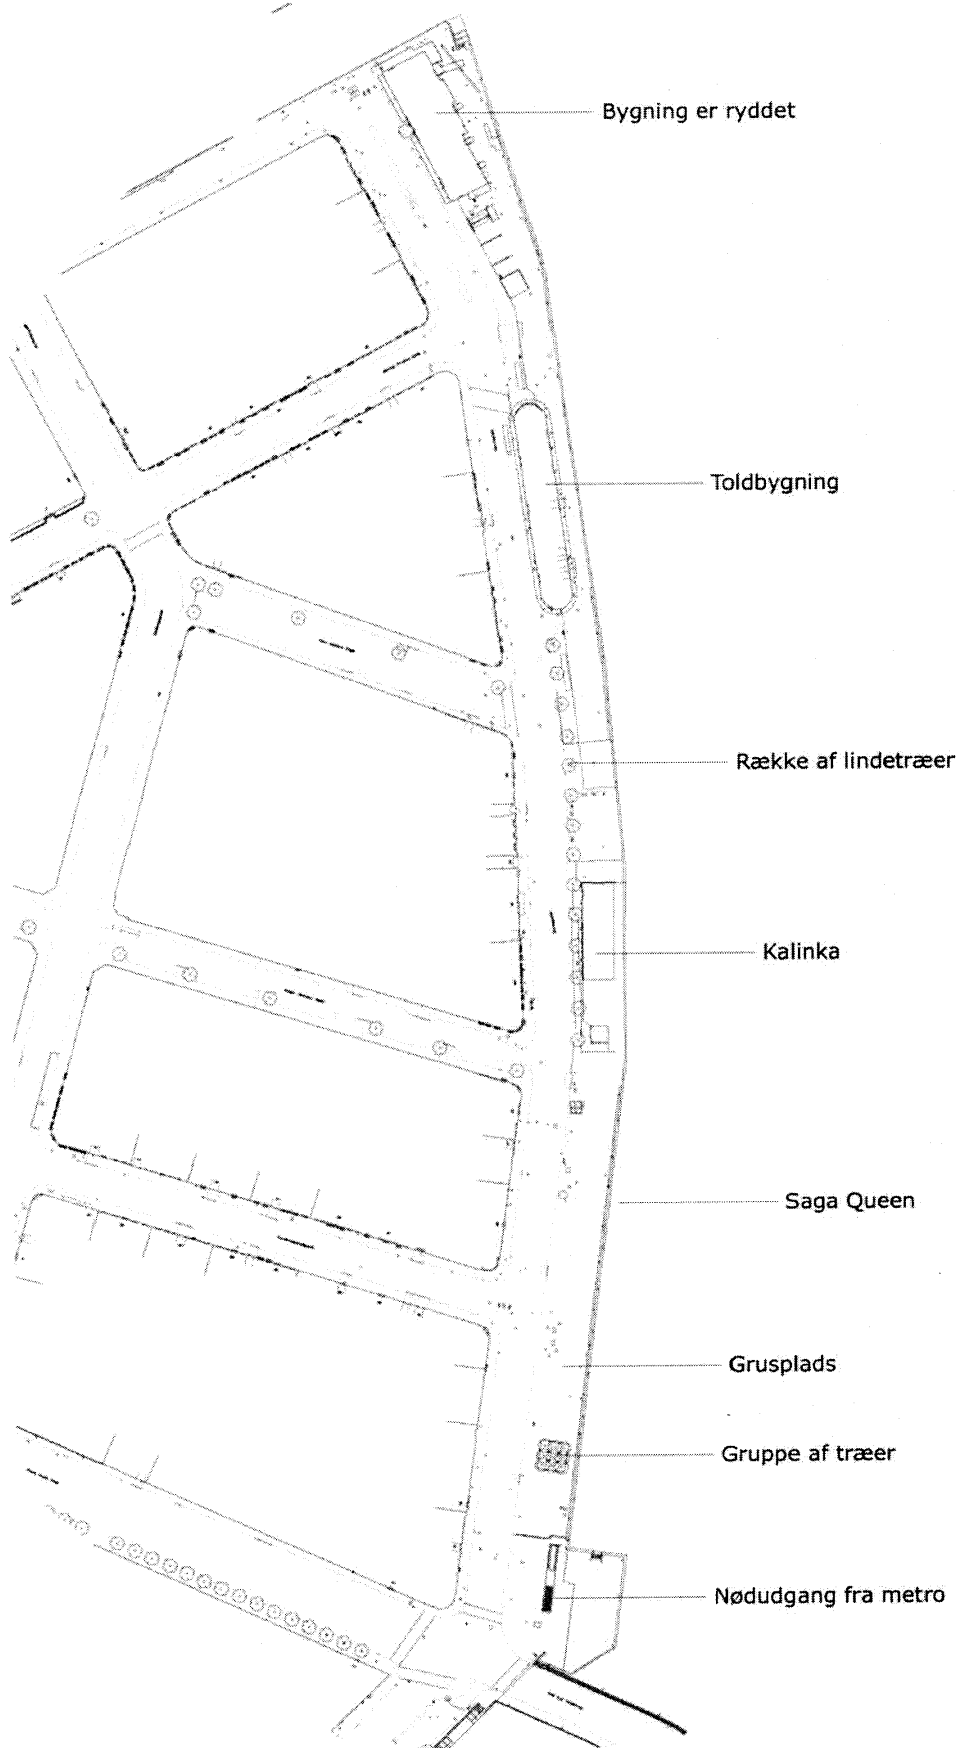 Bygning er ryddet
Toldbygning
Række af lindetræer
Kalinka
Saga Queen
Grusplads
Gruppe af træer
Nødudgang fra metro